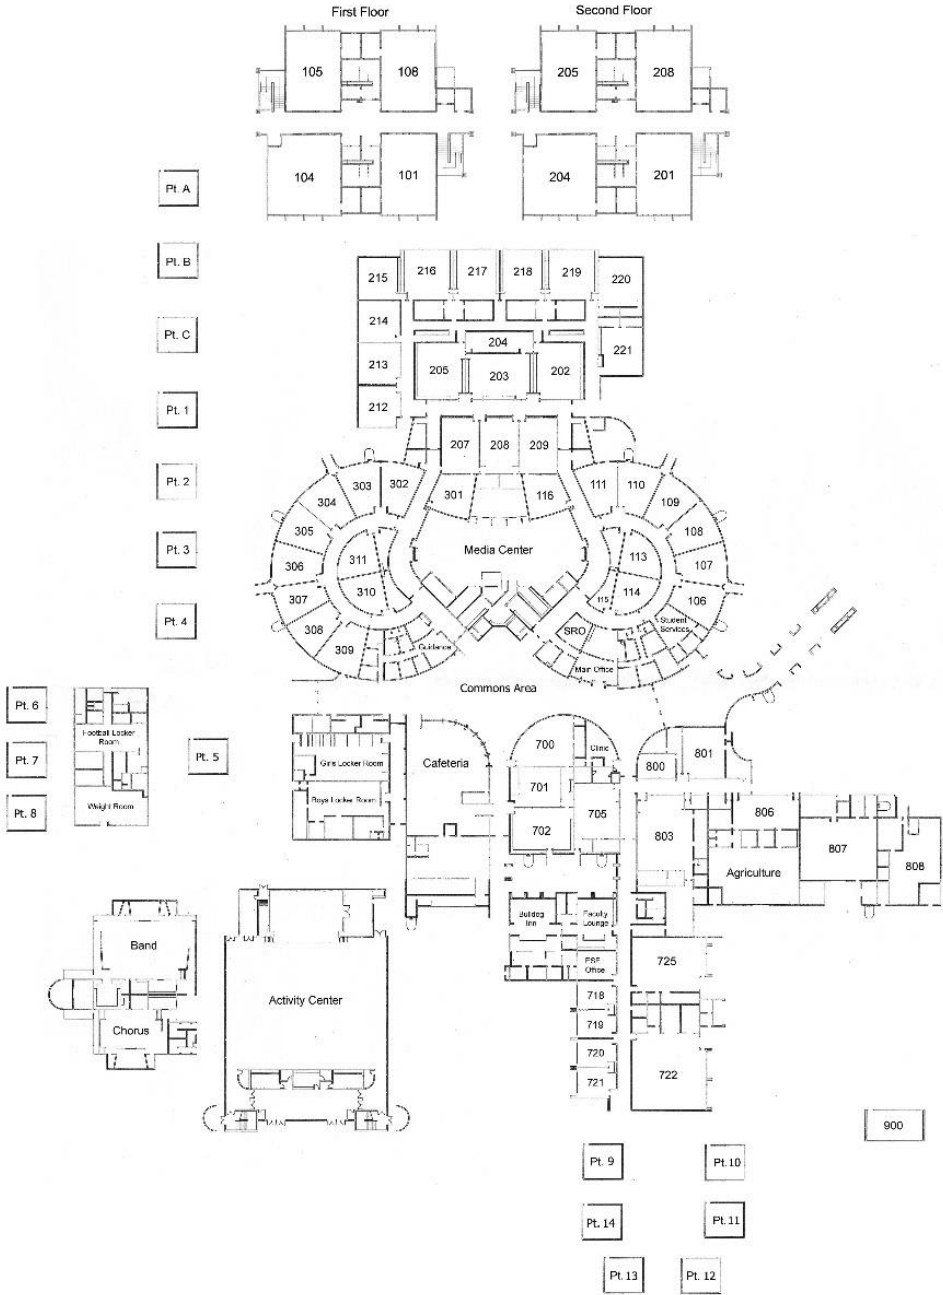 First Floor
Second Floor
105
108
205
208
104
101
204
201
Pt. A
Pt. B
Pt. C
Pt. 1
Pt. 2
Pt. 3
Pt. 4
215
216
217
218
219
220
214
204
221
213
205
203
202
212
207
208
209
302
301
116
111
110
303
304
109
305
108
Media Center
306
311
113
107
307
310
115
114
106
308
309
Guidance
SRO
Student
Services
Main Office
Commons Area
Pt. 6
Pt. 7
Pt. 8
Football Locker
Room
Weight Room
Pt. 5
Girls Locker Room
Boys Locker Room
Cafeteria
700
Clinic
701
702
705
800
801
803
806
807
808
Agriculture
Bulldog
Inn
Faculty
Lounge
ESE
Office
725
718
719
720
721
722
Band
Chorus
Activity Center
900
Pt. 9
Pt. 10
Pt. 14
Pt. 11
Pt. 13
Pt. 12